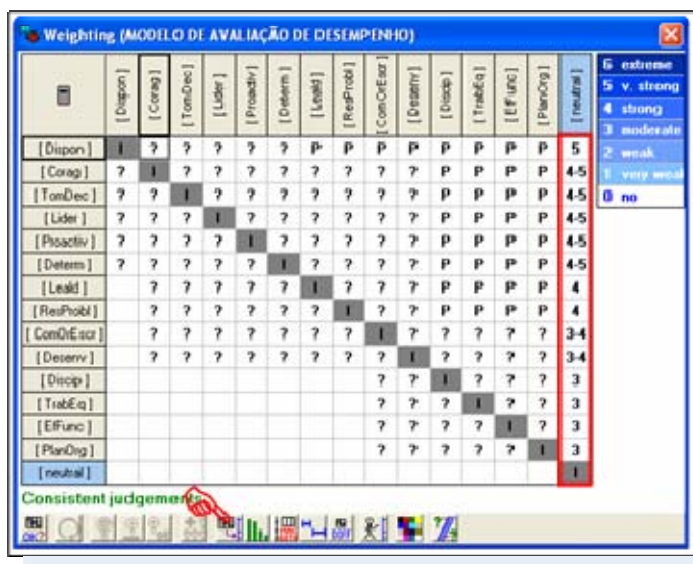 Weighting (MODELO DE AVALIAÇÃO DE DESEMPENHO)
[ Dispon ] [ Corag ] [ TomDec ] [ Lider ] [ Proactiv ] [ Determ ] [ Leald ] [ ResProbl ] [ ComOrEscr ] [ Desenv ] [ Discip ] [ TrabEq ] [ EfFunc ] [ PlanOrg ] [ neutral ]
[ Dispon ] I ? ? ? ? ? P P P P P P P P 5
[ Corag ] ? I ? ? ? ? ? ? ? ? P P P P 4-5
[ TomDec ] ? ? I ? ? ? ? ? ? ? P P P P 4-5
[ Lider ] ? ? ? I ? ? ? ? ? ? P P P P 4-5
[ Proactiv ] ? ? ? ? I ? ? ? ? ? P P P P 4-5
[ Determ ] ? ? ? ? ? I ? ? ? ? P P P P 4-5
[ Leald ] ? ? ? ? ? I ? ? ? P P P P 4
[ ResProbl ] ? ? ? ? ? ? I ? ? P P P P 4
[ ComOrEscr ] ? ? ? ? ? ? ? I ? ? ? ? ? 3-4
[ Desenv ] ? ? ? ? ? ? ? ? I ? ? ? ? 3-4
[ Discip ] ? ? I ? ? ? 3
[ TrabEq ] ? ? ? I ? ? 3
[ EfFunc ] ? ? ? ? I ? 3
[ PlanOrg ] ? ? ? ? ? I 3
[ neutral ] I
6 extreme
5 v. strong
4 strong
3 moderate
2 weak
1 very weak
0 no
Consistent judgements